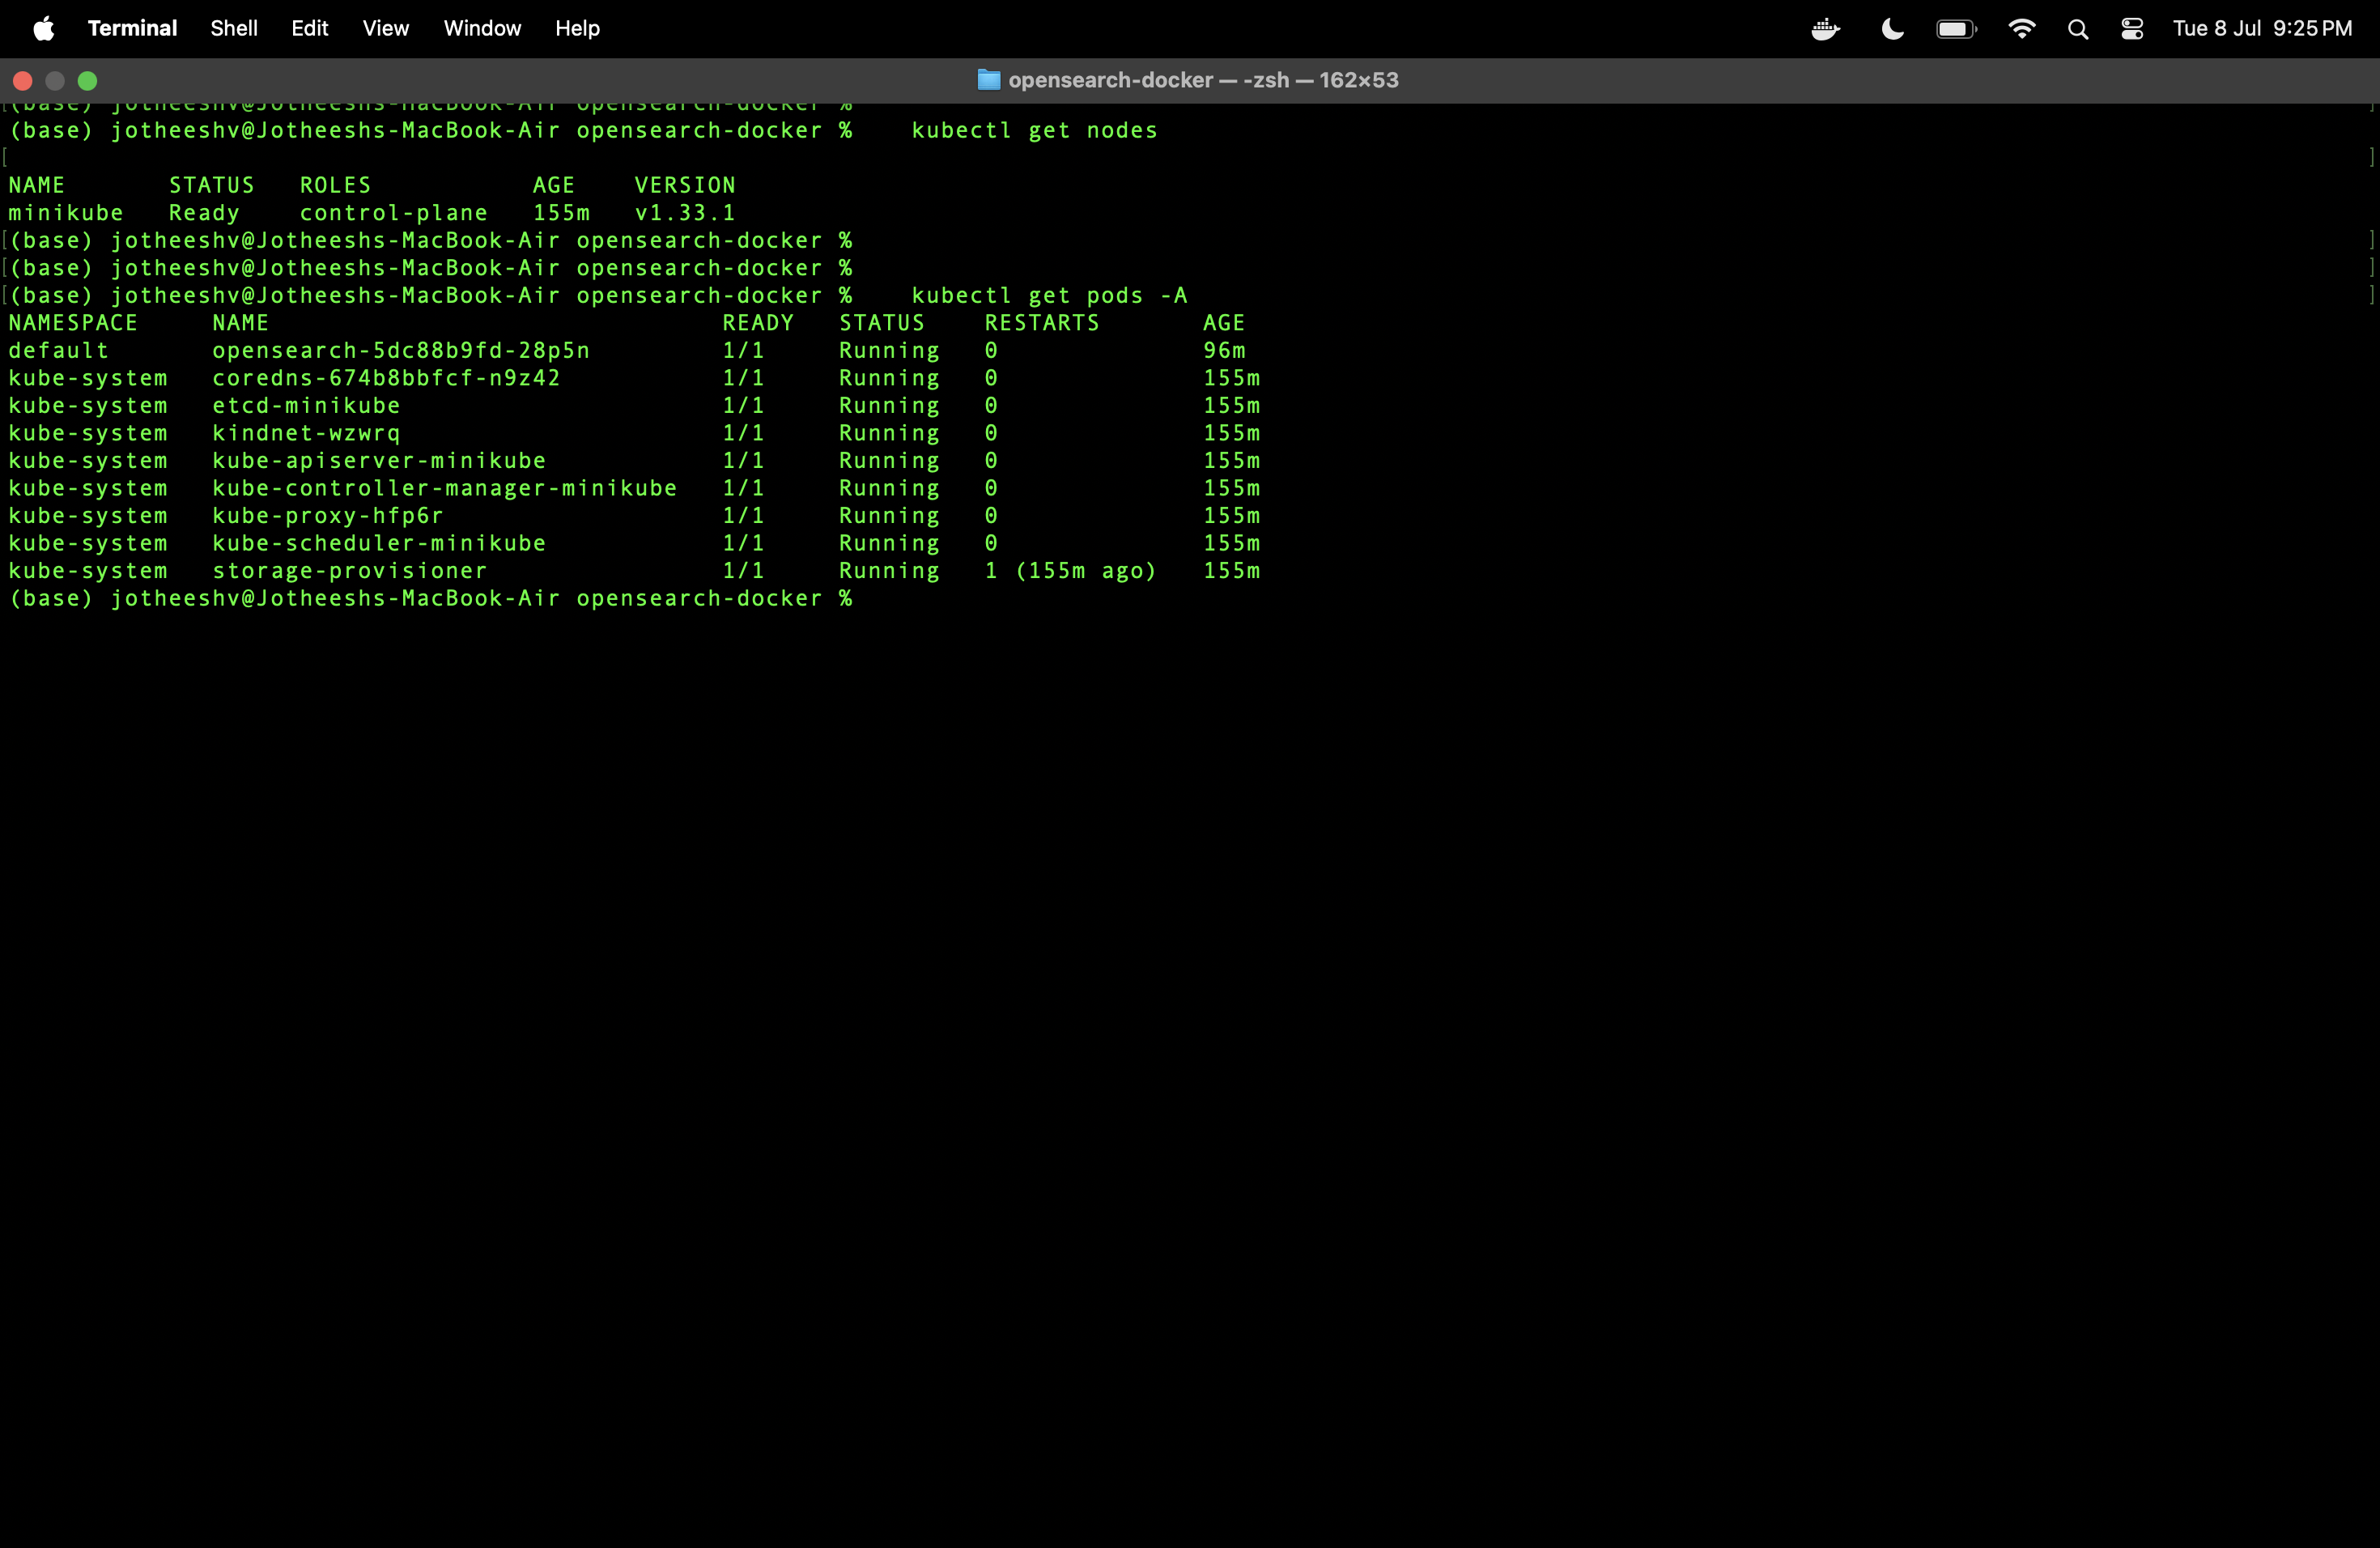 Terminal Shell Edit View Window Help Tue 8 Jul 9:25 PM
opensearch-docker — -zsh — 162×53
(base) jotheeshv@Jotheeshs-MacBook-Air opensearch-docker %
(base) jotheeshv@Jotheeshs-MacBook-Air opensearch-docker %    kubectl get nodes
[ ]
NAME       STATUS   ROLES           AGE    VERSION
minikube   Ready    control-plane   155m   v1.33.1
[(base) jotheeshv@Jotheeshs-MacBook-Air opensearch-docker % ]
[(base) jotheeshv@Jotheeshs-MacBook-Air opensearch-docker % ]
[(base) jotheeshv@Jotheeshs-MacBook-Air opensearch-docker %    kubectl get pods -A ]
NAMESPACE     NAME                               READY   STATUS    RESTARTS       AGE
default       opensearch-5dc88b9fd-28p5n         1/1     Running   0              96m
kube-system   coredns-674b8bbfcf-n9z42           1/1     Running   0              155m
kube-system   etcd-minikube                      1/1     Running   0              155m
kube-system   kindnet-wzwrq                      1/1     Running   0              155m
kube-system   kube-apiserver-minikube            1/1     Running   0              155m
kube-system   kube-controller-manager-minikube   1/1     Running   0              155m
kube-system   kube-proxy-hfp6r                   1/1     Running   0              155m
kube-system   kube-scheduler-minikube            1/1     Running   0              155m
kube-system   storage-provisioner                1/1     Running   1 (155m ago)   155m
(base) jotheeshv@Jotheeshs-MacBook-Air opensearch-docker %